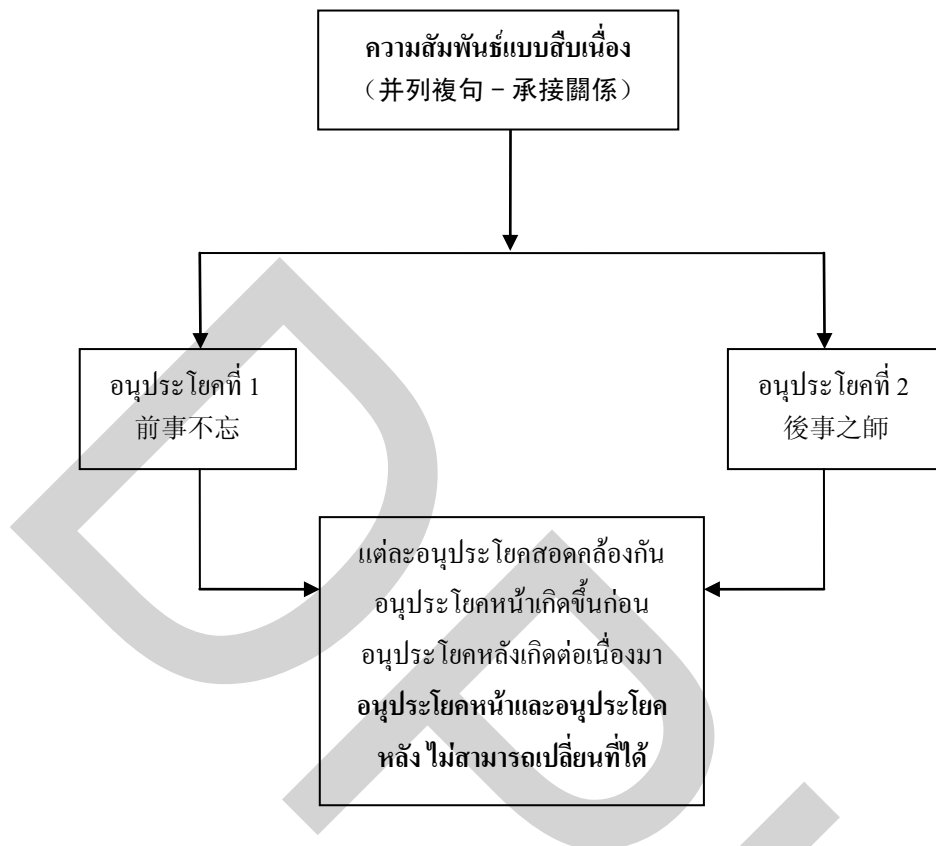 ความสัมพันธ์แบบสืบเนื่อง
（并列複句 – 承接關係）
อนุประโยคที่ 1
前事不忘
อนุประโยคที่ 2
後事之師
แต่ละอนุประโยคสอดคล้องกัน
อนุประโยคหน้าเกิดขึ้นก่อน
อนุประโยคหลังเกิดต่อเนื่องมา
อนุประโยคหน้าและอนุประโยค
หลัง ไม่สามารถเปลี่ยนที่ได้